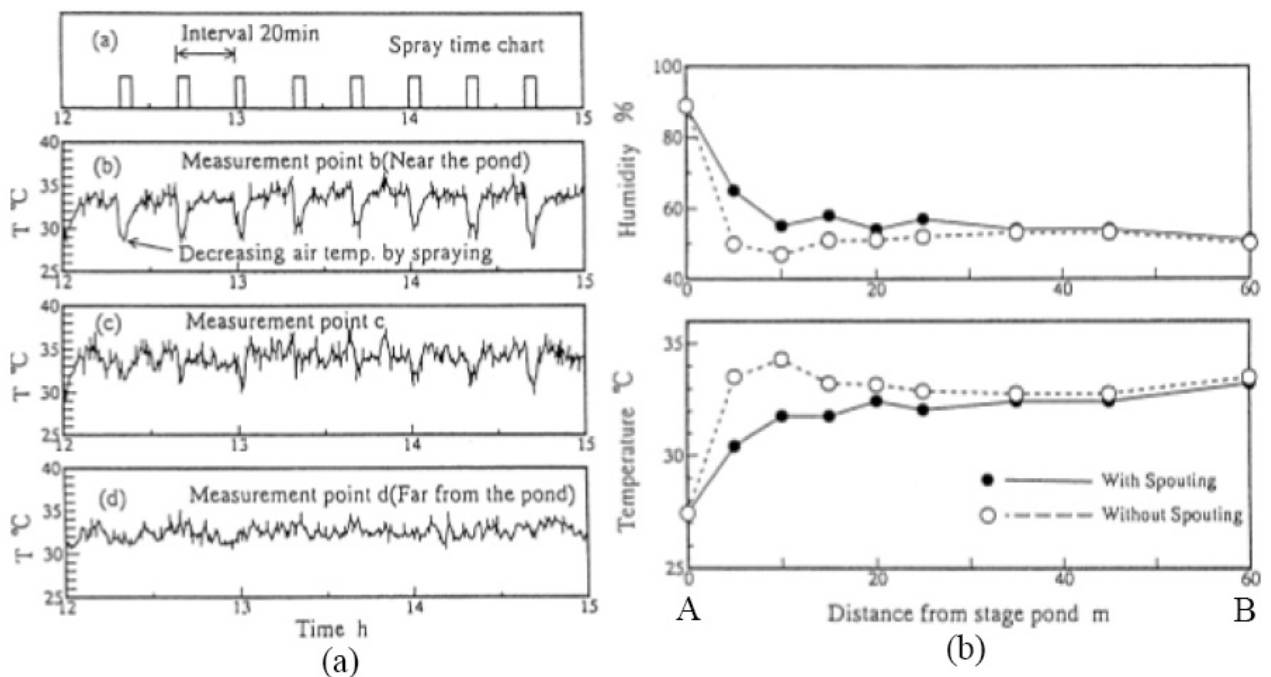 (a)
Interval 20min
Spray time chart
12 13 14 15
40
(b)
Measurement point b(Near the pond)
35
T °C
30
Decreasing air temp. by spraying
25
12 13 14 15
40
(c)
Measurement point c
35
T °C
30
25
12 13 14 15
40
(d)
Measurement point d(Far from the pond)
35
T °C
30
25
12 13 14 15
Time h
(a)
100
Humidity %
80
60
40
0 20 40 60
35
Temperature °C
30
With Spouting
Without Spouting
25
0 20 40 60
A Distance from stage pond m B
(b)